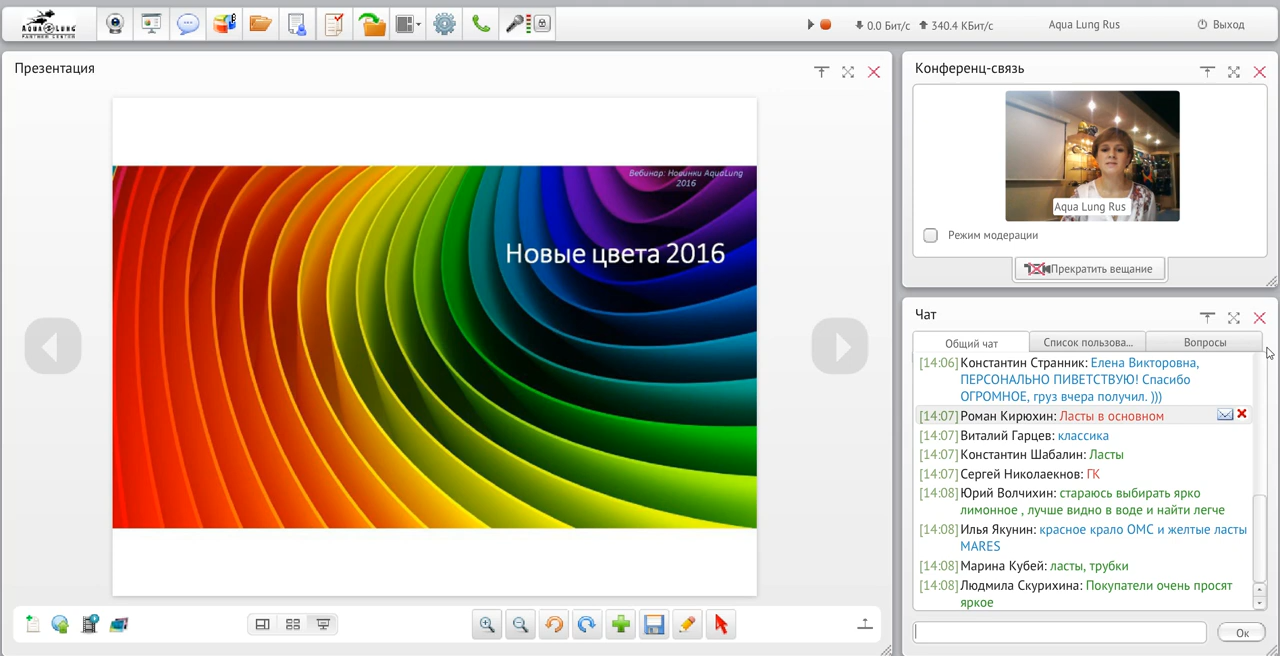 AQUA LUNG
PARTNER CENTER
0.0 Бит/с
340.4 КБит/с
Aqua Lung Rus
Выход
Презентация
Вебинар: Новинки AquaLung
2016
Новые цвета 2016
Конференц-связь
Aqua Lung Rus
Режим модерации
Прекратить вещание
Чат
Общий чат
Список пользова...
Вопросы
[14:06] Константин Странник: Елена Викторовна,
ПЕРСОНАЛЬНО ПИВЕТСТВУЮ! Спасибо
ОГРОМНОЕ, груз вчера получил. )))
[14:07] Роман Кирюхин: Ласты в основном
[14:07] Виталий Гарцев: классика
[14:07] Константин Шабалин: Ласты
[14:07] Сергей Николаекнов: ГК
[14:08] Юрий Волчихин: стараюсь выбирать ярко
лимонное , лучше видно в воде и найти легче
[14:08] Илья Якунин: красное крало ОМС и желтые ласты
MARES
[14:08] Марина Кубей: ласты, трубки
[14:08] Людмила Скурихина: Покупатели очень просят
яркое
Ок